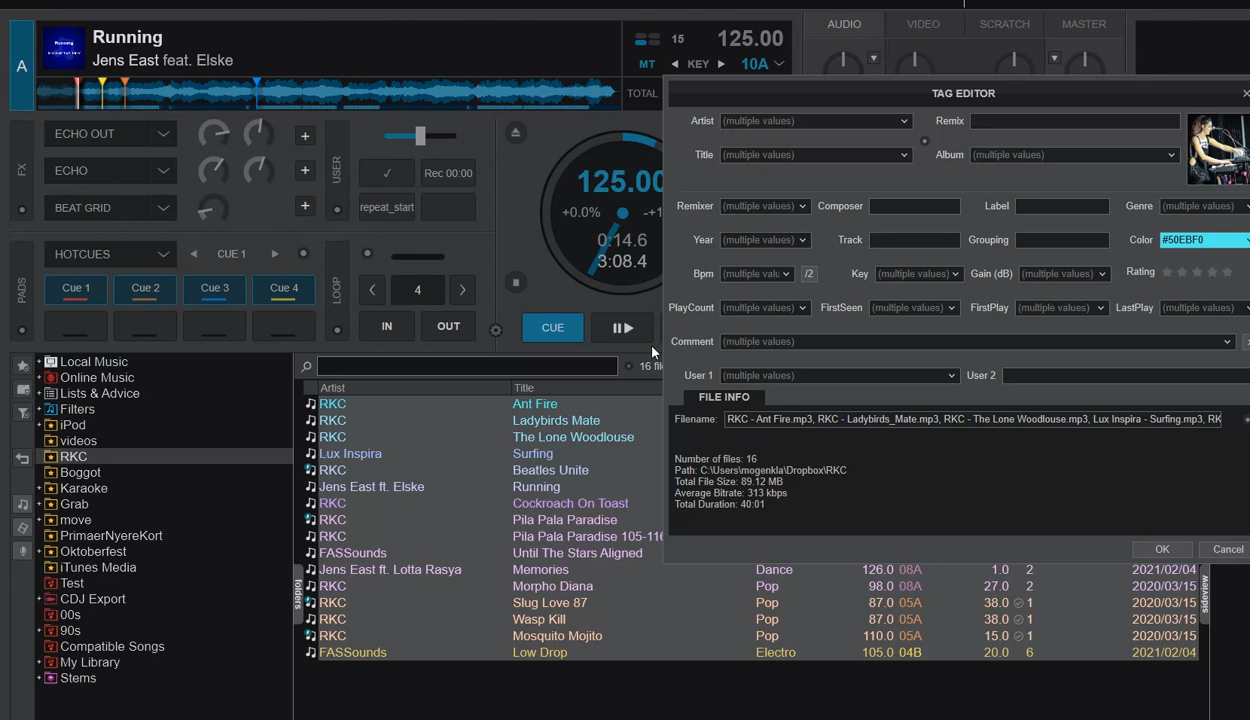 Running
A
Running
Jens East feat. Elske
15 125.00
MT KEY 10A
TOTAL
AUDIO VIDEO SCRATCH MASTER
FX
ECHO OUT
ECHO
BEAT GRID
USER
✓ Rec 00:00
repeat_start
125.00
+0.0%
0:14.6
3:08.4
PADS
HOTCUES CUE 1
Cue 1 Cue 2 Cue 3 Cue 4
LOOP
4
IN OUT
CUE
TAG EDITOR
Artist (multiple values) Remix
Title (multiple values) Album (multiple values)
Remixer (multiple values) Composer Label Genre (multiple values)
Year (multiple values) Track Grouping Color #50EBF0
Bpm (multiple valu /2 Key (multiple values) Gain (dB) (multiple values) Rating
PlayCount (multiple values) FirstSeen (multiple values) FirstPlay (multiple values) LastPlay (multiple values)
Comment (multiple values)
User 1 (multiple values) User 2
FILE INFO
Filename: RKC - Ant Fire.mp3, RKC - Ladybirds_Mate.mp3, RKC - The Lone Woodlouse.mp3, Lux Inspira - Surfing.mp3, RK
Number of files: 16
Path: C:\Users\mogenkla\Dropbox\RKC
Total File Size: 89.12 MB
Average Bitrate: 313 kbps
Total Duration: 40:01
OK Cancel
Local Music
Online Music
Lists & Advice
Filters
iPod
videos
RKC
Boggot
Karaoke
Grab
move
PrimaerNyereKort
Oktoberfest
iTunes Media
Test
CDJ Export
00s
90s
Compatible Songs
My Library
Stems
folders
16 fil
Artist Title
RKC Ant Fire
RKC Ladybirds Mate
RKC The Lone Woodlouse
Lux Inspira Surfing
RKC Beatles Unite
Jens East ft. Elske Running
RKC Cockroach On Toast
RKC Pila Pala Paradise
RKC Pila Pala Paradise 105-116
FASSounds Until The Stars Aligned
Jens East ft. Lotta Rasya Memories Dance 126.0 08A 1.0 2 2021/02/04
RKC Morpho Diana Pop 98.0 08A 27.0 2 2020/03/15
RKC Slug Love 87 Pop 87.0 05A 38.0 1 2020/03/15
RKC Wasp Kill Pop 87.0 05A 38.0 1 2020/03/15
RKC Mosquito Mojito Pop 110.0 05A 15.0 1 2020/03/15
FASSounds Low Drop Electro 105.0 04B 20.0 6 2021/02/04
sideview